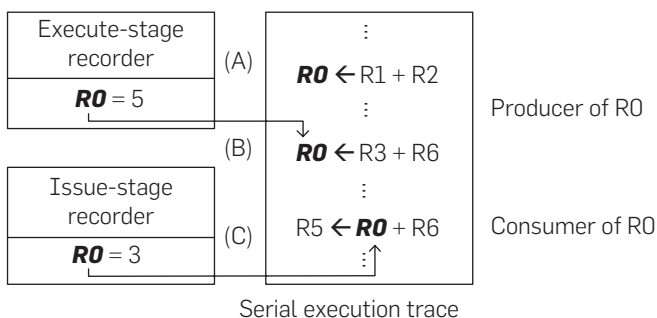 Execute-stage
recorder
R0 = 5
Issue-stage
recorder
R0 = 3
(A)
(B)
(C)
⋮
R0 ← R1 + R2
⋮
R0 ← R3 + R6
⋮
R5 ← R0 + R6
⋮
Producer of R0
Consumer of R0
Serial execution trace